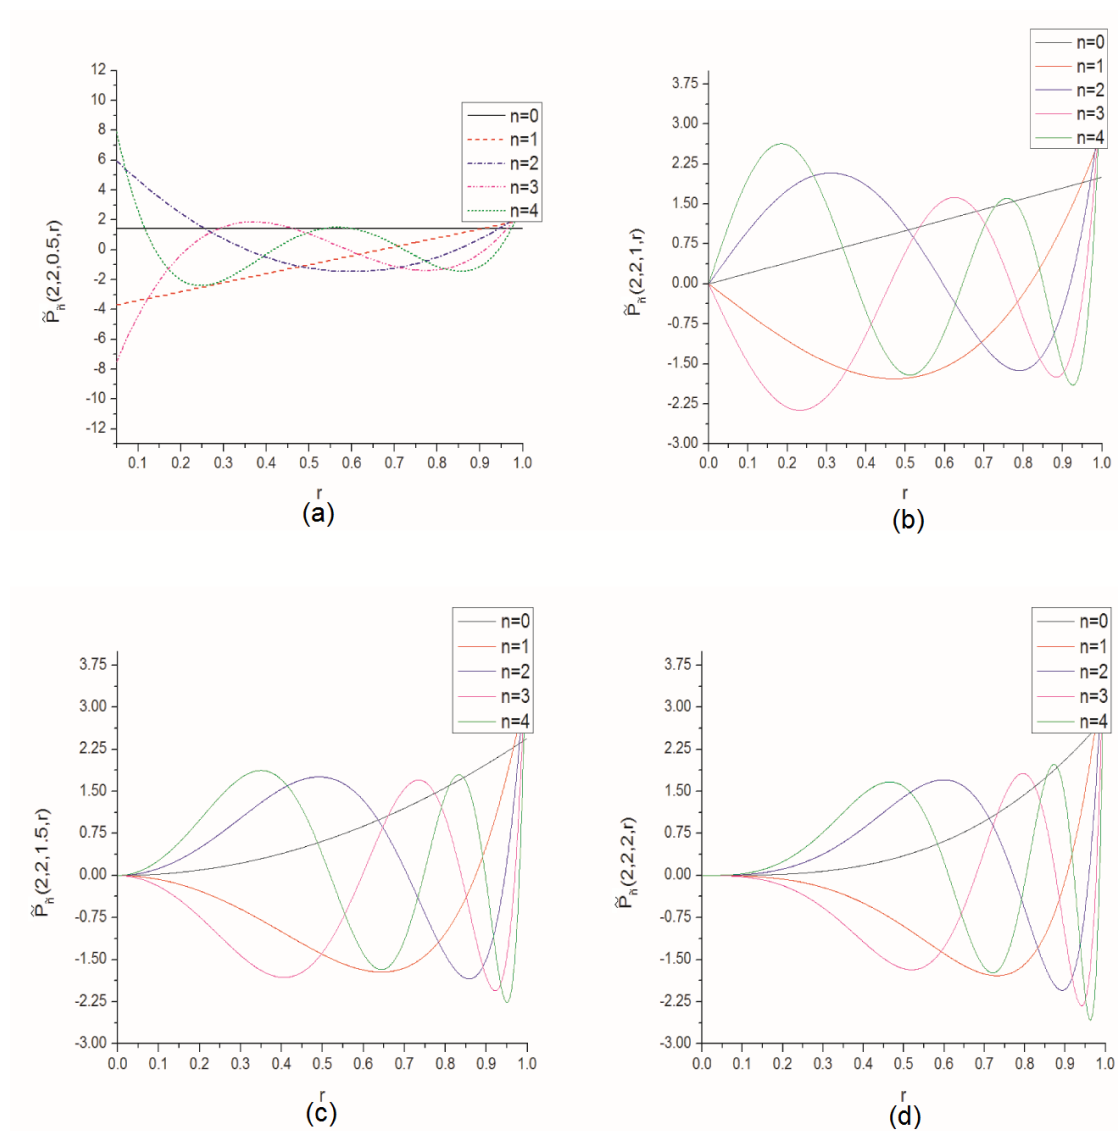 12
10
8
6
4
2
0
-2
-4
-6
-8
-10
-12
P̃ñ(2,2,0.5,r)
n=0
n=1
n=2
n=3
n=4
0.1 0.2 0.3 0.4 0.5 0.6 0.7 0.8 0.9 1.0
r
(a)
n=0
n=1
n=2
n=3
n=4
3.75
3.00
2.25
1.50
0.75
0.00
-0.75
-1.50
-2.25
-3.00
P̃ñ(2,2,1,r)
0.0 0.1 0.2 0.3 0.4 0.5 0.6 0.7 0.8 0.9 1.0
r
(b)
n=0
n=1
n=2
n=3
n=4
3.75
3.00
2.25
1.50
0.75
0.00
-0.75
-1.50
-2.25
-3.00
P̃ñ(2,2,1.5,r)
0.0 0.1 0.2 0.3 0.4 0.5 0.6 0.7 0.8 0.9 1.0
r
(c)
n=0
n=1
n=2
n=3
n=4
3.75
3.00
2.25
1.50
0.75
0.00
-0.75
-1.50
-2.25
-3.00
P̃ñ(2,2,2,r)
0.0 0.1 0.2 0.3 0.4 0.5 0.6 0.7 0.8 0.9 1.0
r
(d)